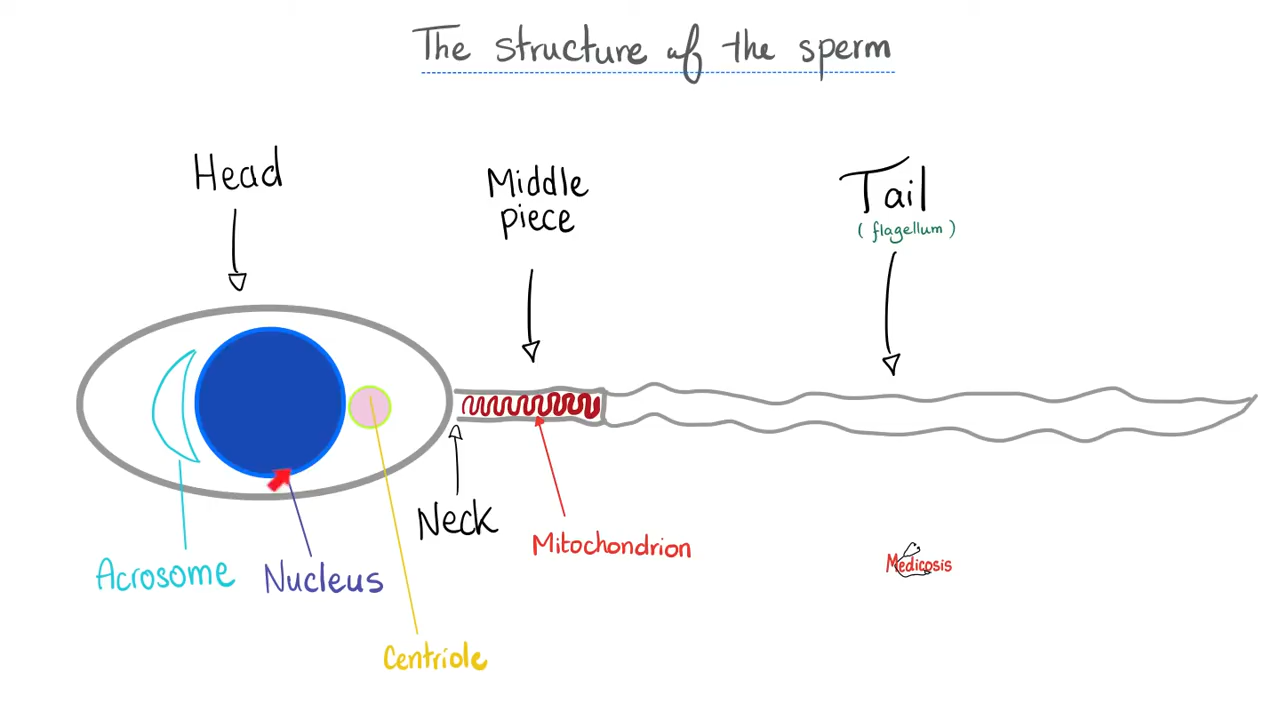 The structure of the sperm
Head
Middle
piece
Tail
(flagellum)
Neck
Mitochondrion
Acrosome
Nucleus
Centriole
Medicosis